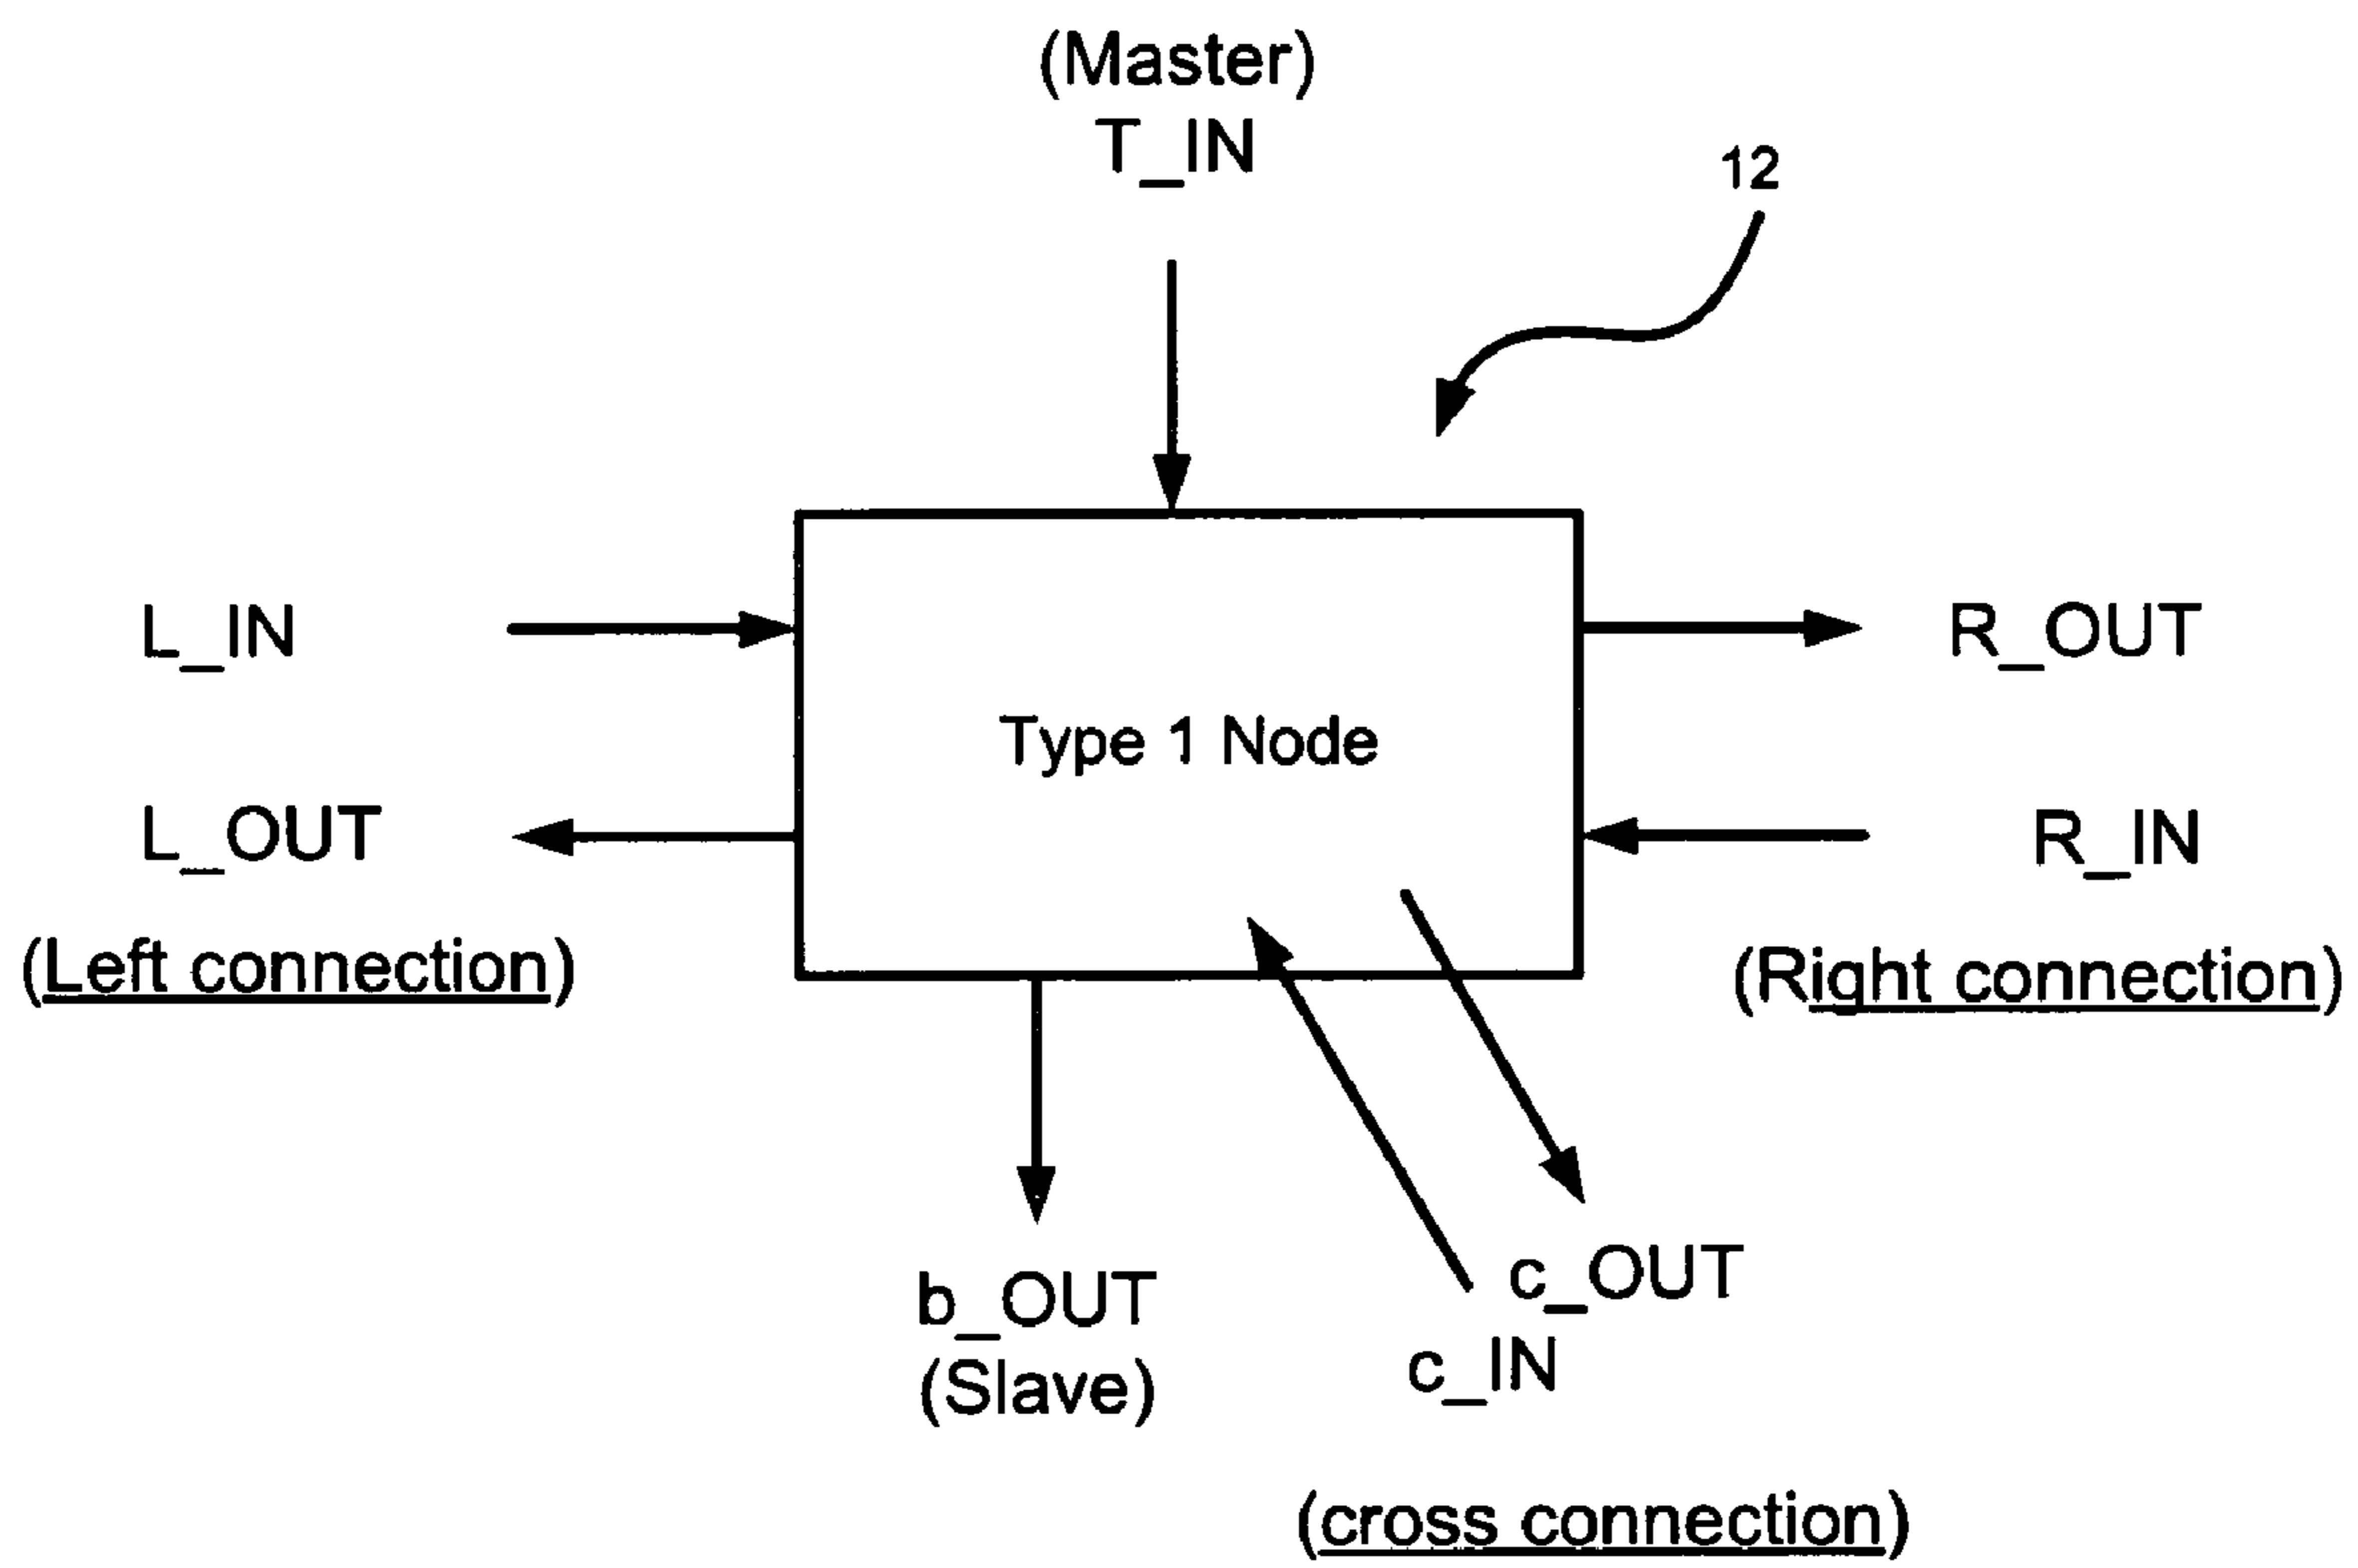 (Master)
T_IN
12
L_IN
R_OUT
Type 1 Node
L_OUT
R_IN
(Left connection)
(Right connection)
b_OUT
(Slave)
c_OUT
c_IN
(cross connection)